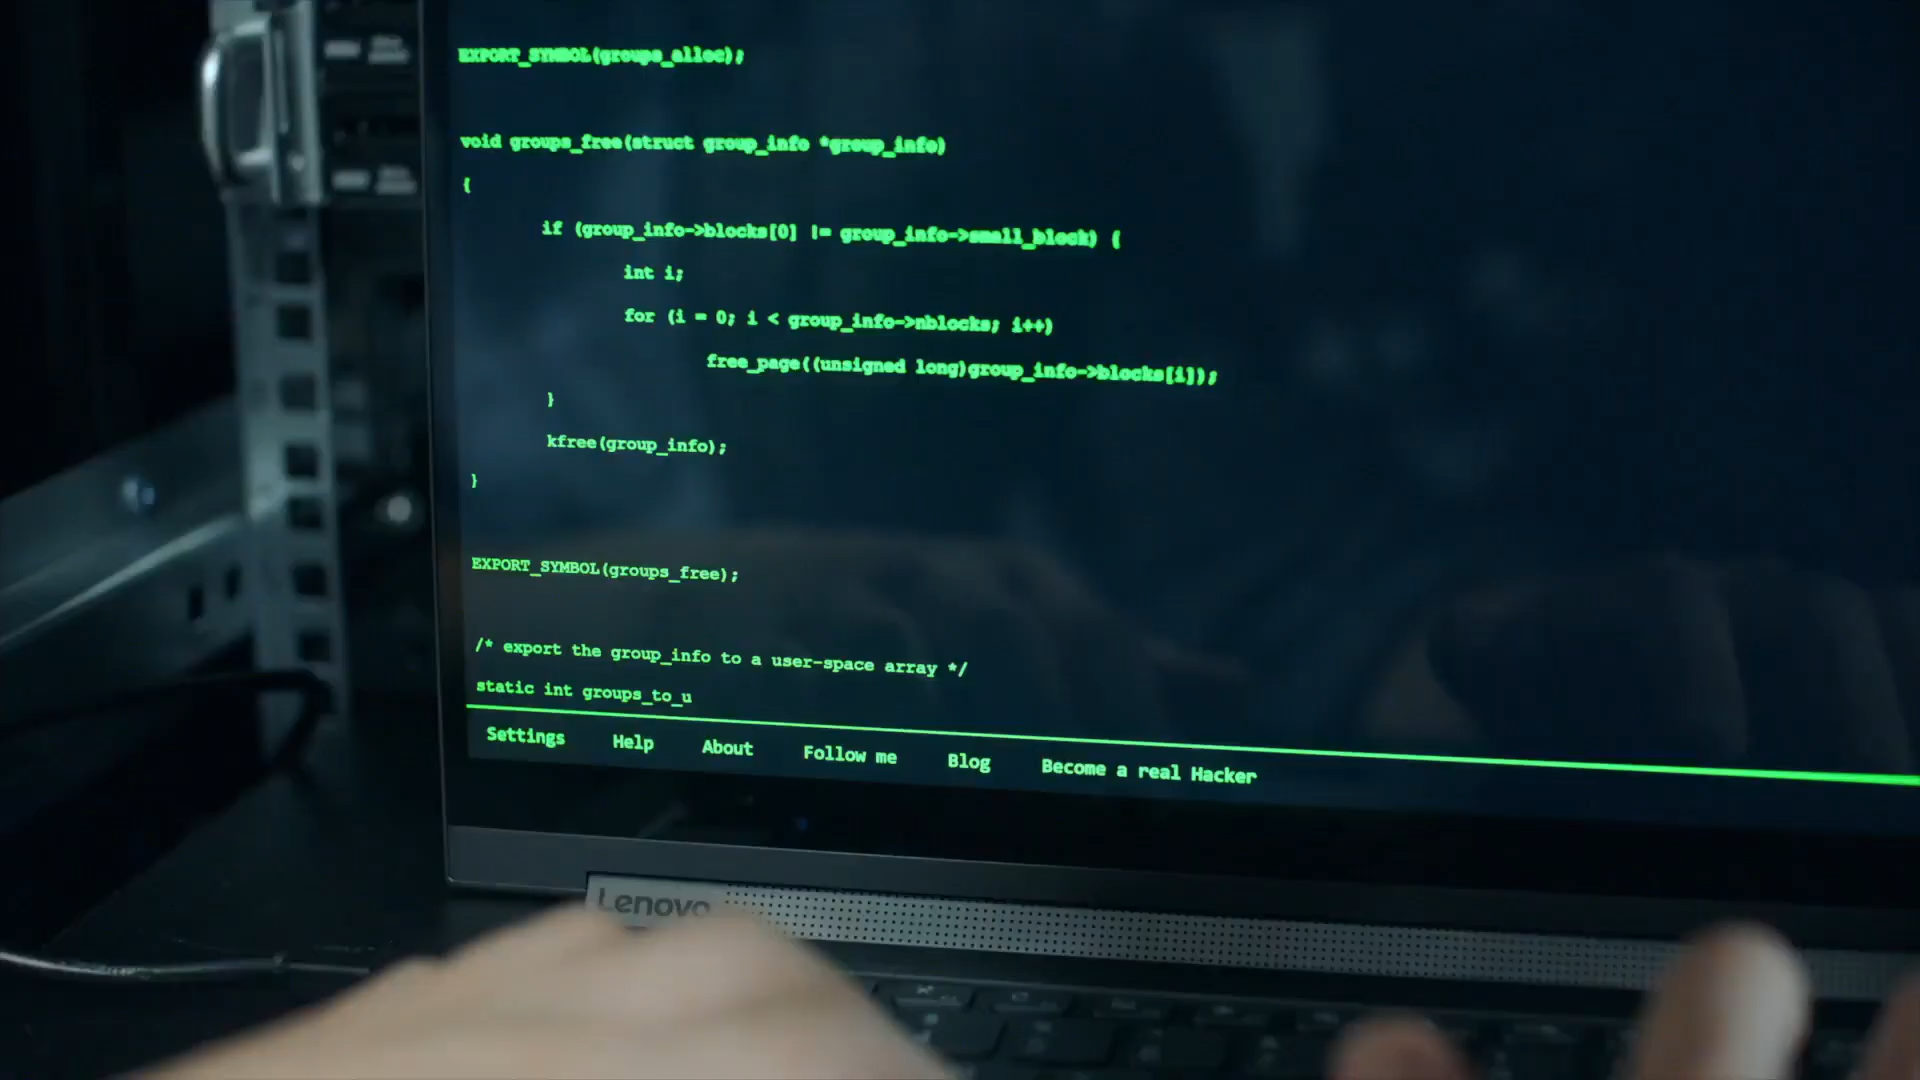 EXPORT_SYMBOL(groups_alloc);
void groups_free(struct group_info *group_info)
{
if (group_info->blocks[0] != group_info->small_block) {
int i;
for (i = 0; i < group_info->nblocks; i++)
free_page((unsigned long)group_info->blocks[i]);
}
kfree(group_info);
}
EXPORT_SYMBOL(groups_free);
/* export the group_info to a user-space array */
static int groups_to_u
Settings Help About Follow me Blog Become a real Hacker
Lenovo